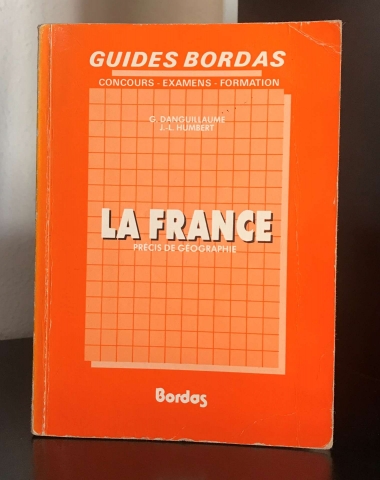 GUIDES BORDAS
CONCOURS - EXAMENS - FORMATION
G. DANGUILLAUME
J.-L. HUMBERT
LA FRANCE
PRECIS DE GEOGRAPHIE
Bordas